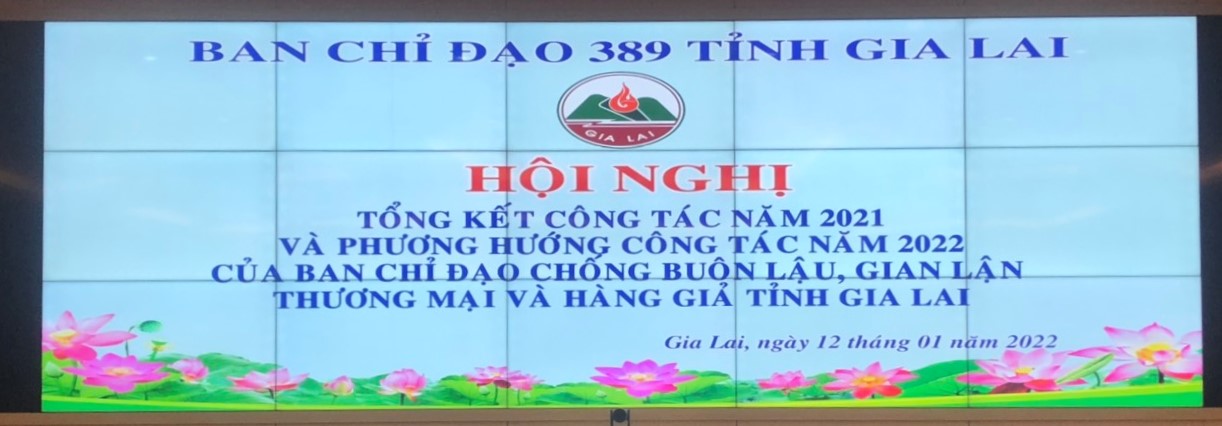 BAN CHỈ ĐẠO 389 TỈNH GIA LAI
GIA LAI
HỘI NGHỊ
TỔNG KẾT CÔNG TÁC NĂM 2021
VÀ PHƯƠNG HƯỚNG CÔNG TÁC NĂM 2022
CỦA BAN CHỈ ĐẠO CHỐNG BUÔN LẬU, GIAN LẬN
THƯƠNG MẠI VÀ HÀNG GIẢ TỈNH GIA LAI
Gia Lai, ngày 12 tháng 01 năm 2022